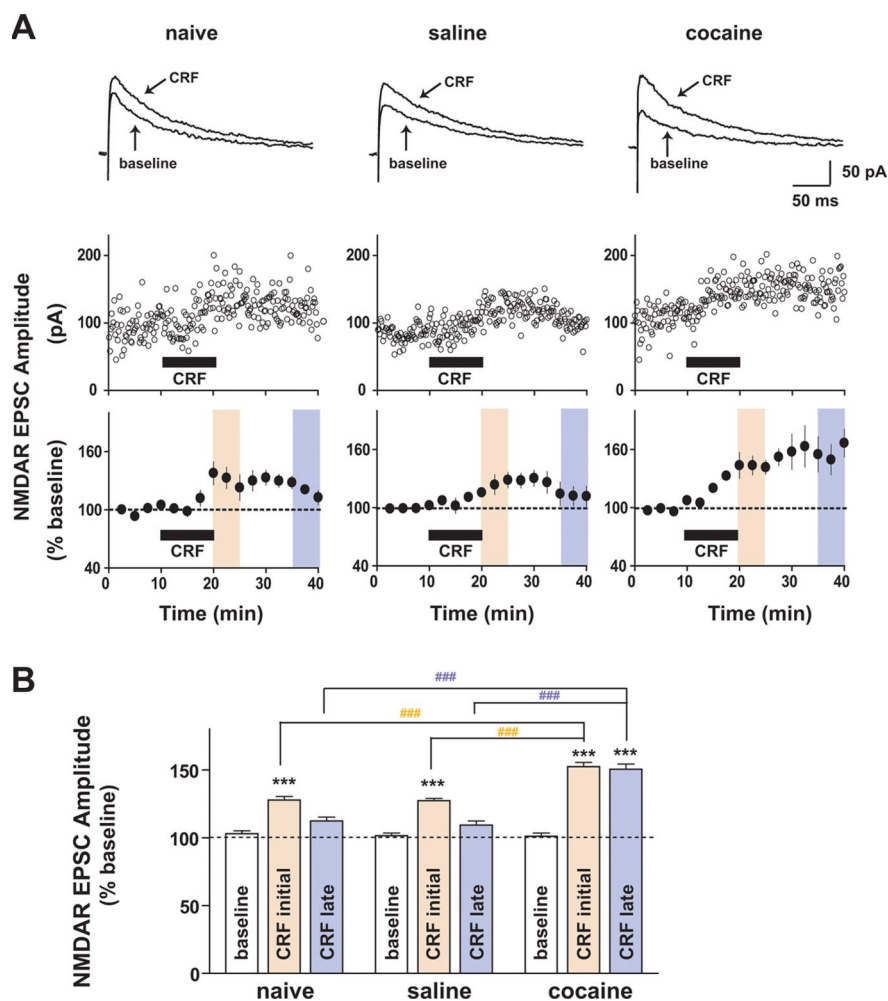 A
naive saline cocaine
CRF CRF CRF
baseline baseline baseline
50 pA
50 ms
NMDAR EPSC Amplitude
(pA)
200 200 200
100 100 100
0 0 0
CRF CRF CRF
(% baseline)
160 160 160
100 100 100
40 40 40
CRF CRF CRF
0 10 20 30 40 0 10 20 30 40 0 10 20 30 40
Time (min) Time (min) Time (min)
B
NMDAR EPSC Amplitude
(% baseline)
###
###
###
###
*** *** *** ***
150
100
50
0
baseline CRF initial CRF late baseline CRF initial CRF late baseline CRF initial CRF late
naive saline cocaine